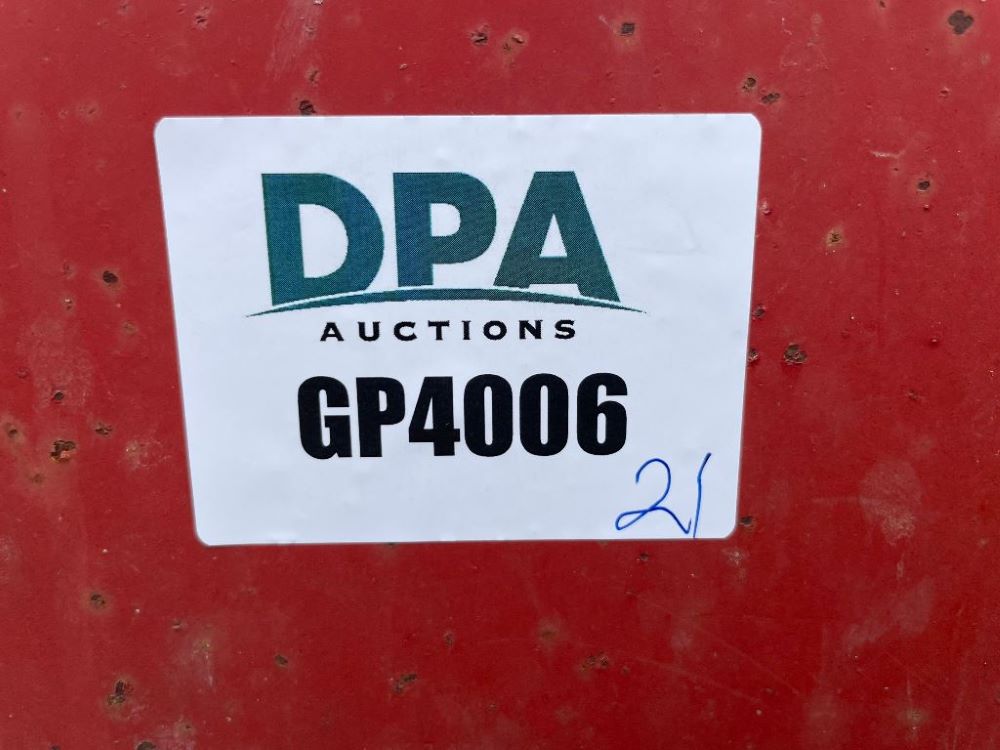 DPA
AUCTIONS
GP4006
21